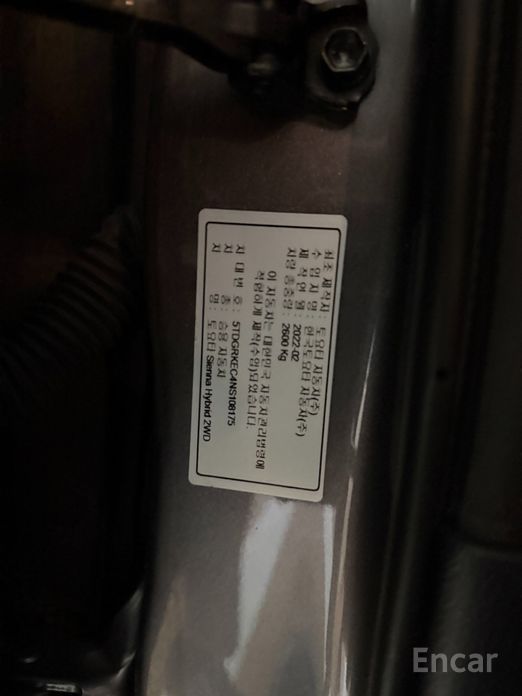 최초 제작자 : 토요타 자동차(주)
수 입 자 명 : 한국토요타 자동차(주)
제 작 연 월 : 2022-02
차량 총중량 : 2600 Kg
이 자동차는 대한민국 자동차관리법령에
적합하게 제작(수입)되었습니다.
차 대 번 호 : 5TDGRKEC4NS108175
차 종 : 승용 자동차
차 명 : 토요타 Sienna Hybrid 2WD
Encar